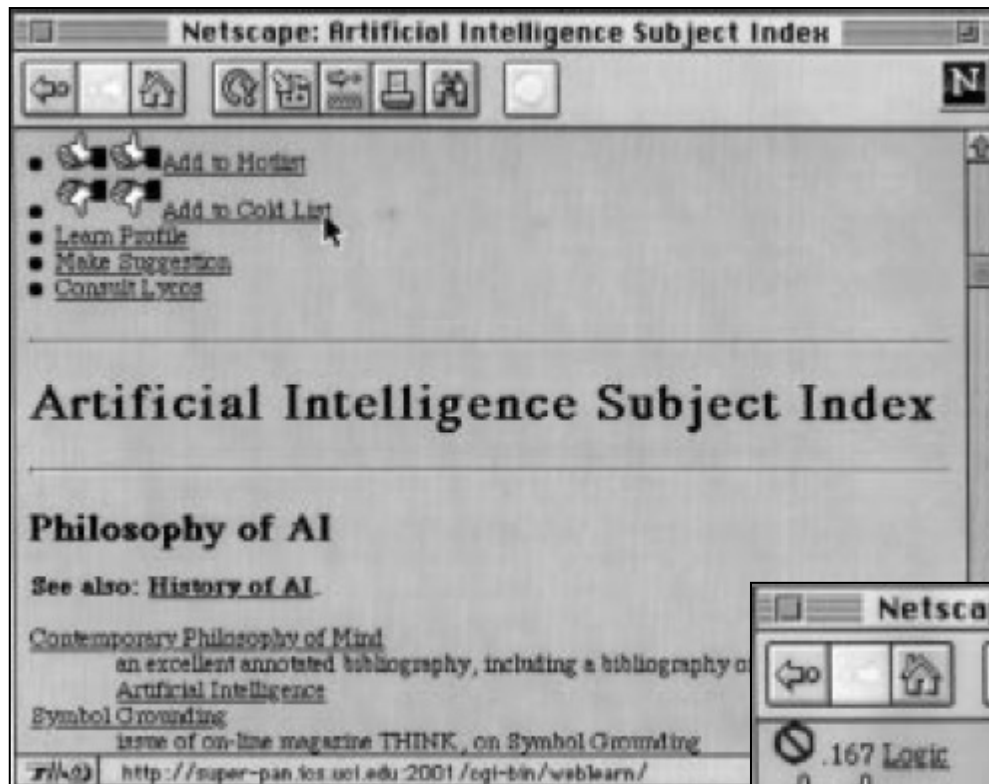 Netscape: Artificial Intelligence Subject Index
N
Add to Hotlist
Add to Cold List
Learn Profile
Make Suggestion
Consult Lycos
Artificial Intelligence Subject Index
Philosophy of AI
See also: History of AI.
Contemporary Philosophy of Mind
an excellent annotated bibliography, including a bibliography o
Artificial Intelligence
Symbol Grounding
issue of on-line magazine THINK, on Symbol Grounding
http://super-pan.ics.uci.edu:2001/cgi-bin/weblearn/
Netsca
.167 Logic